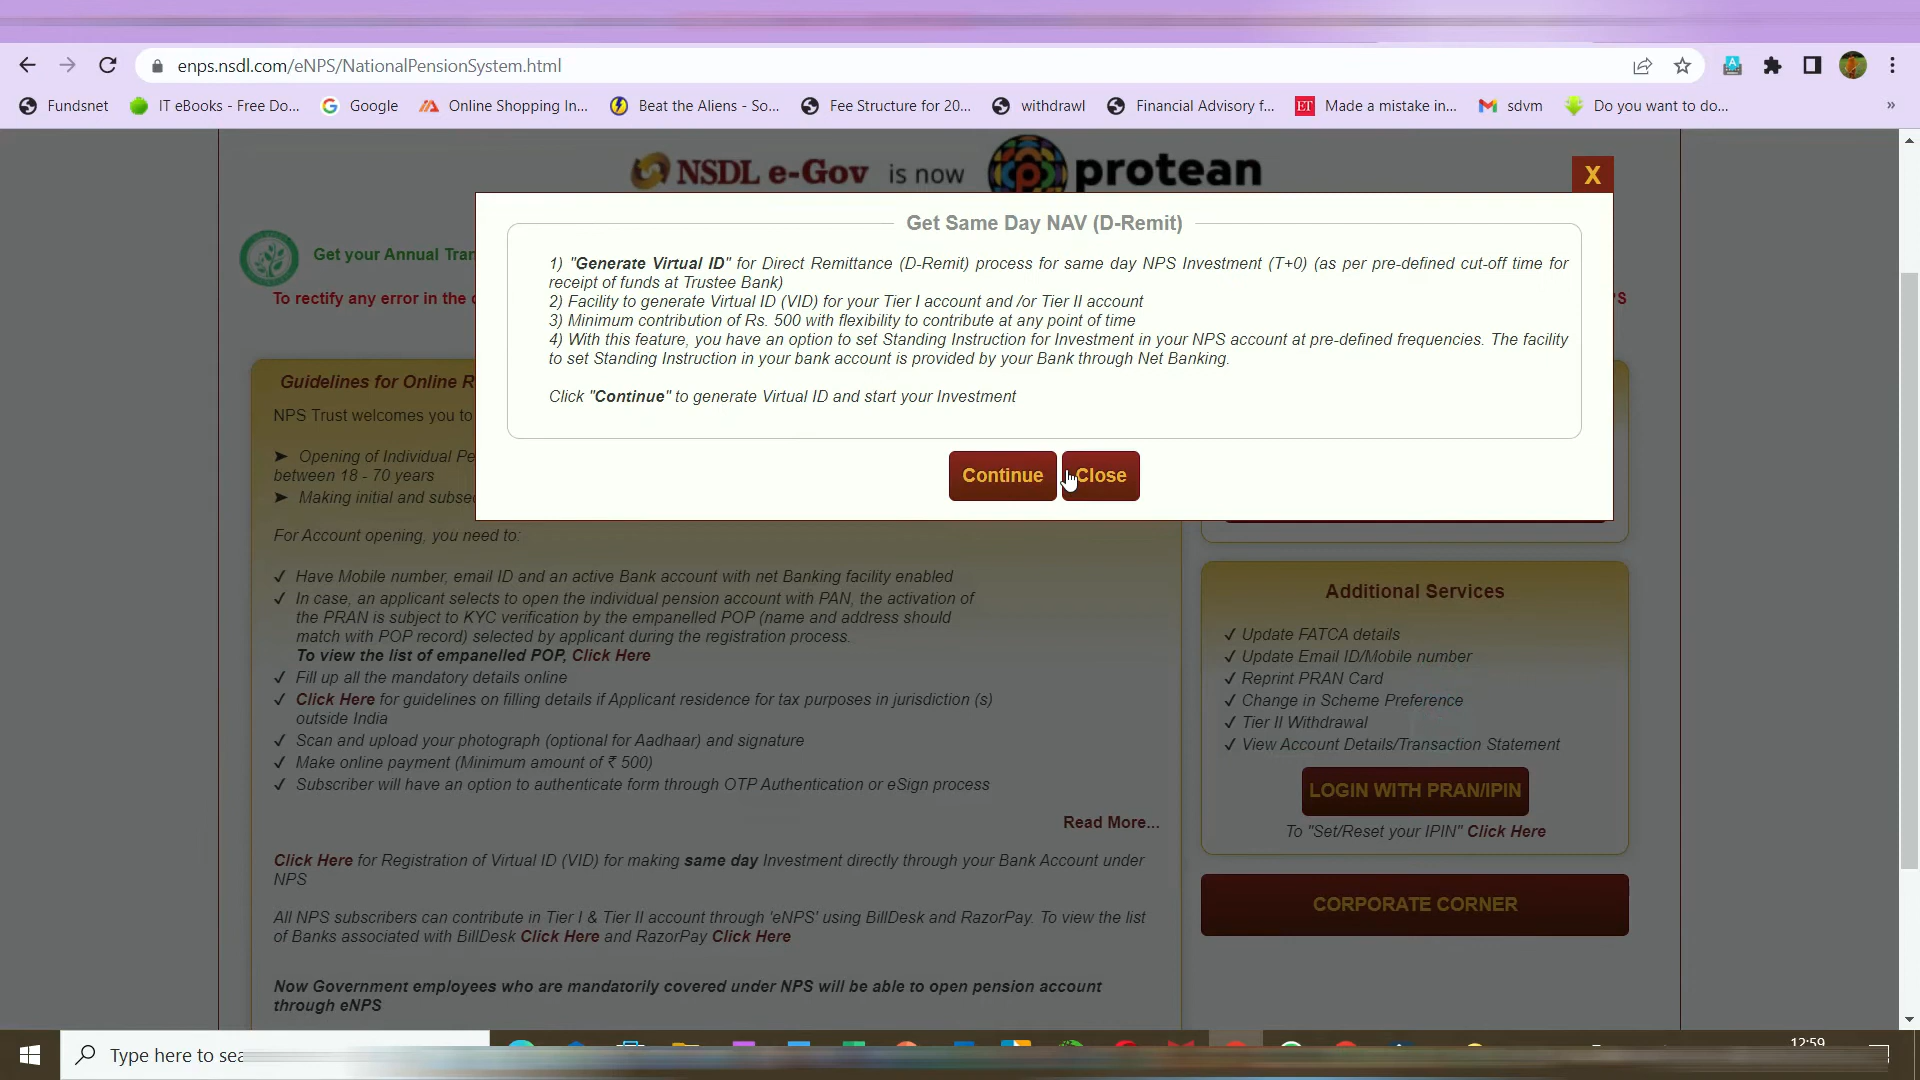 enps.nsdl.com/eNPS/NationalPensionSystem.html
Fundsnet
IT eBooks - Free Do...
Google
Online Shopping In...
Beat the Aliens - So...
Fee Structure for 20...
withdrawl
Financial Advisory f...
ET
Made a mistake in...
sdvm
Do you want to do...
»
NSDL e-Gov is now protean
X
Get Same Day NAV (D-Remit)
1) "Generate Virtual ID" for Direct Remittance (D-Remit) process for same day NPS Investment (T+0) (as per pre-defined cut-off time for
receipt of funds at Trustee Bank)
2) Facility to generate Virtual ID (VID) for your Tier I account and /or Tier II account
3) Minimum contribution of Rs. 500 with flexibility to contribute at any point of time
4) With this feature, you have an option to set Standing Instruction for Investment in your NPS account at pre-defined frequencies. The facility
to set Standing Instruction in your bank account is provided by your Bank through Net Banking.
Click "Continue" to generate Virtual ID and start your Investment
Continue
Close
Get your Annual Tran
To rectify any error in the
Guidelines for Online R
NPS Trust welcomes you to
➤ Opening of Individual Pe
between 18 - 70 years
➤ Making initial and subse
For Account opening, you need to:
✓ Have Mobile number, email ID and an active Bank account with net Banking facility enabled
✓ In case, an applicant selects to open the individual pension account with PAN, the activation of
the PRAN is subject to KYC verification by the empanelled POP (name and address should
match with POP record) selected by applicant during the registration process.
To view the list of empanelled POP, Click Here
✓ Fill up all the mandatory details online
✓ Click Here for guidelines on filling details if Applicant residence for tax purposes in jurisdiction (s)
outside India
✓ Scan and upload your photograph (optional for Aadhaar) and signature
✓ Make online payment (Minimum amount of ₹ 500)
✓ Subscriber will have an option to authenticate form through OTP Authentication or eSign process
Read More...
Click Here for Registration of Virtual ID (VID) for making same day Investment directly through your Bank Account under
NPS
All NPS subscribers can contribute in Tier I & Tier II account through 'eNPS' using BillDesk and RazorPay. To view the list
of Banks associated with BillDesk Click Here and RazorPay Click Here
Now Government employees who are mandatorily covered under NPS will be able to open pension account
through eNPS
Additional Services
✓ Update FATCA details
✓ Update Email ID/Mobile number
✓ Reprint PRAN Card
✓ Change in Scheme Preference
✓ Tier II Withdrawal
✓ View Account Details/Transaction Statement
LOGIN WITH PRAN/IPIN
To "Set/Reset your IPIN" Click Here
CORPORATE CORNER
Type here to sea
12:59